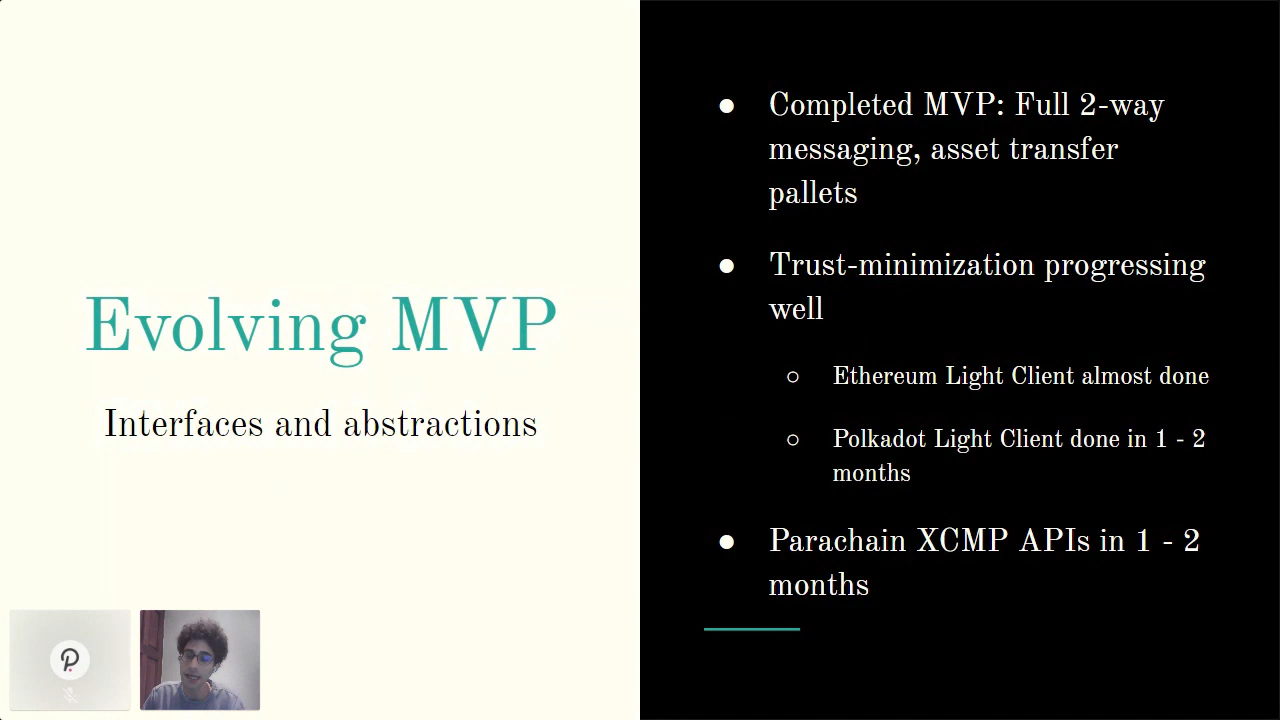 Evolving MVP
Interfaces and abstractions
● Completed MVP: Full 2-way
messaging, asset transfer
pallets
● Trust-minimization progressing
well
○ Ethereum Light Client almost done
○ Polkadot Light Client done in 1 - 2
months
● Parachain XCMP APIs in 1 - 2
months